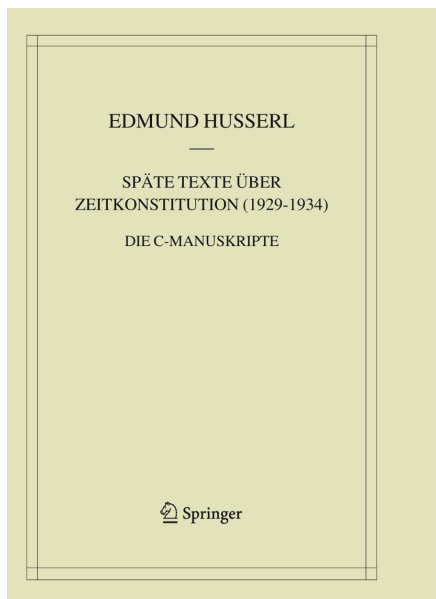 EDMUND HUSSERL
SPÄTE TEXTE ÜBER
ZEITKONSTITUTION (1929-1934)
DIE C-MANUSKRIPTE
Springer